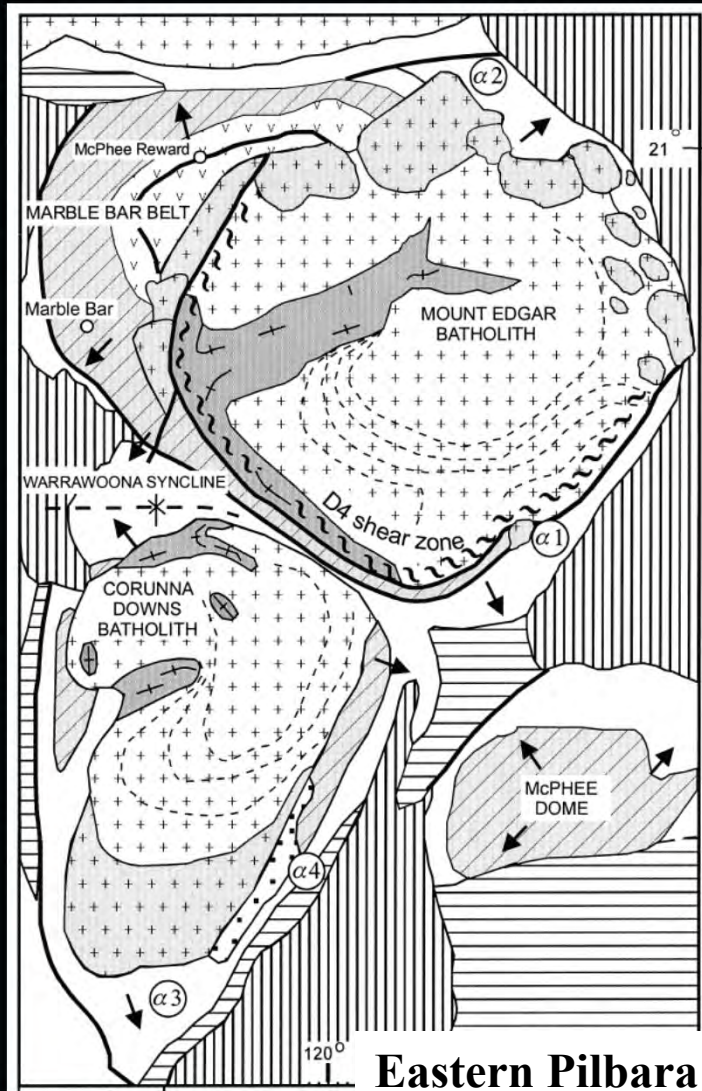 α2
21°
McPhee Reward
MARBLE BAR BELT
Marble Bar
MOUNT EDGAR
BATHOLITH
WARRAWOONA SYNCLINE
D4 shear zone
α1
CORUNNA
DOWNS
BATHOLITH
McPHEE
DOME
α4
α3
120°
Eastern Pilbara